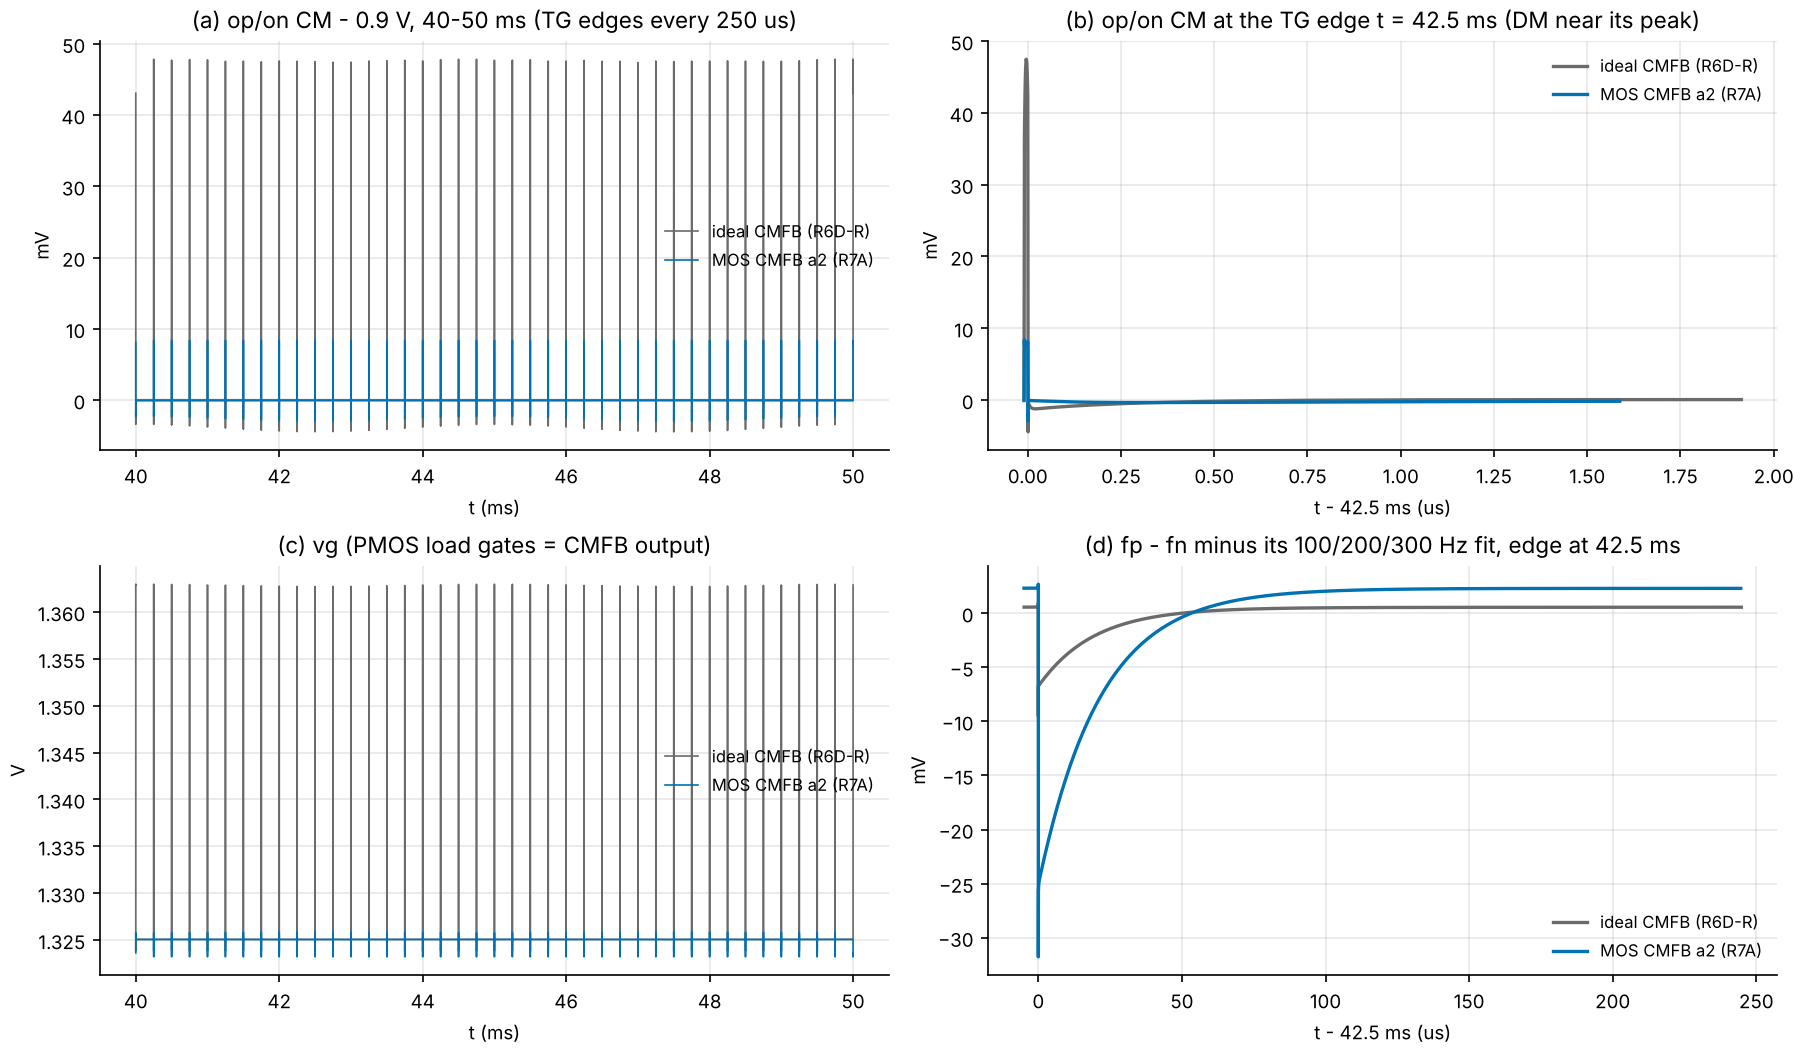 (a) op/on CM - 0.9 V, 40-50 ms (TG edges every 250 us)
50
40
30
20
10
0
mV
ideal CMFB (R6D-R)
MOS CMFB a2 (R7A)
40
42
44
46
48
50
t (ms)
(b) op/on CM at the TG edge t = 42.5 ms (DM near its peak)
50
40
30
20
10
0
mV
ideal CMFB (R6D-R)
MOS CMFB a2 (R7A)
0.00
0.25
0.50
0.75
1.00
1.25
1.50
1.75
2.00
t - 42.5 ms (us)
(c) vg (PMOS load gates = CMFB output)
1.360
1.355
1.350
1.345
1.340
1.335
1.330
1.325
V
ideal CMFB (R6D-R)
MOS CMFB a2 (R7A)
40
42
44
46
48
50
t (ms)
(d) fp - fn minus its 100/200/300 Hz fit, edge at 42.5 ms
0
−5
−10
−15
−20
−25
−30
mV
ideal CMFB (R6D-R)
MOS CMFB a2 (R7A)
0
50
100
150
200
250
t - 42.5 ms (us)